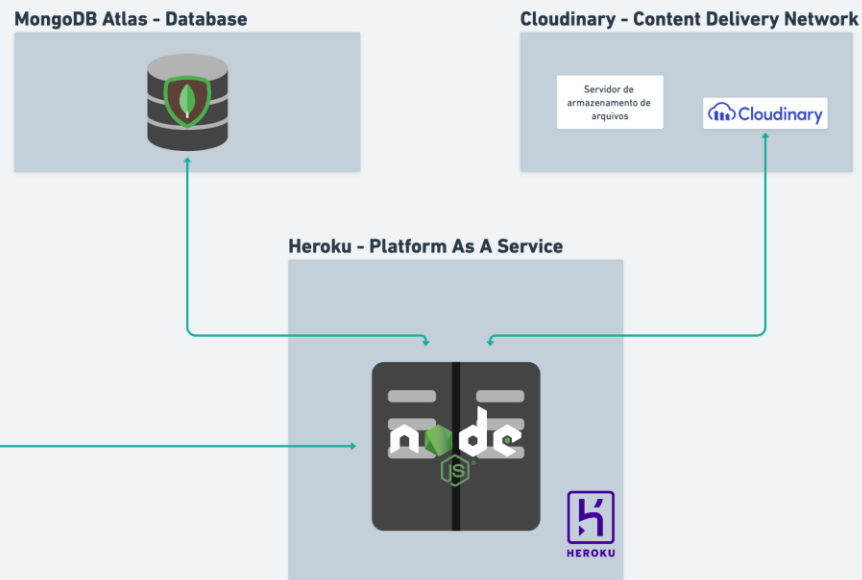 MongoDB Atlas - Database
Cloudinary - Content Delivery Network
Servidor de
armazenamento de
arquivos
Cloudinary
Heroku - Platform As A Service
node
JS
HEROKU